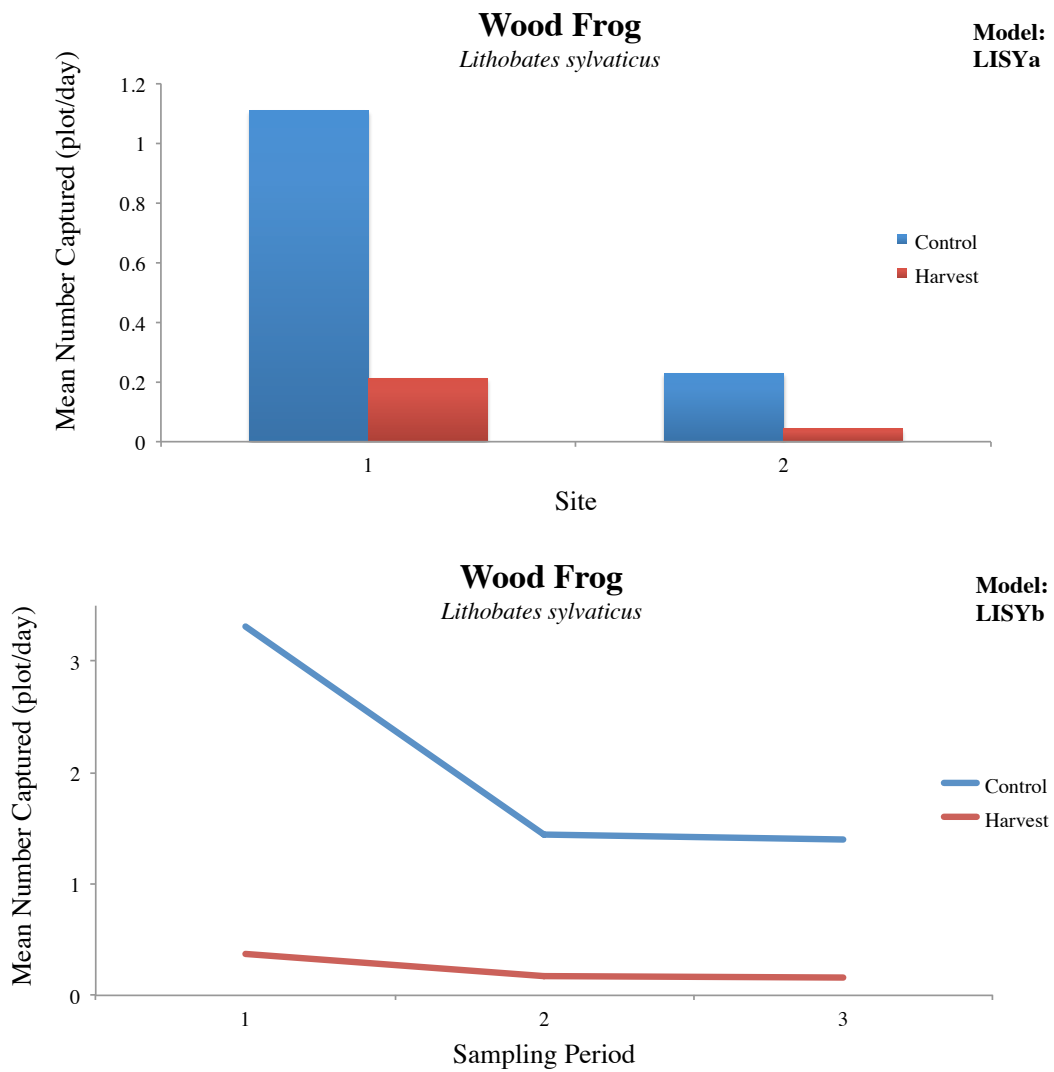 Wood Frog
Lithobates sylvaticus
Model:
LISYa
Mean Number Captured (plot/day)
1.2
1
0.8
0.6
0.4
0.2
0
Control
Harvest
1
2
Site
Wood Frog
Lithobates sylvaticus
Model:
LISYb
Mean Number Captured (plot/day)
3
2
1
0
Control
Harvest
1
2
3
Sampling Period